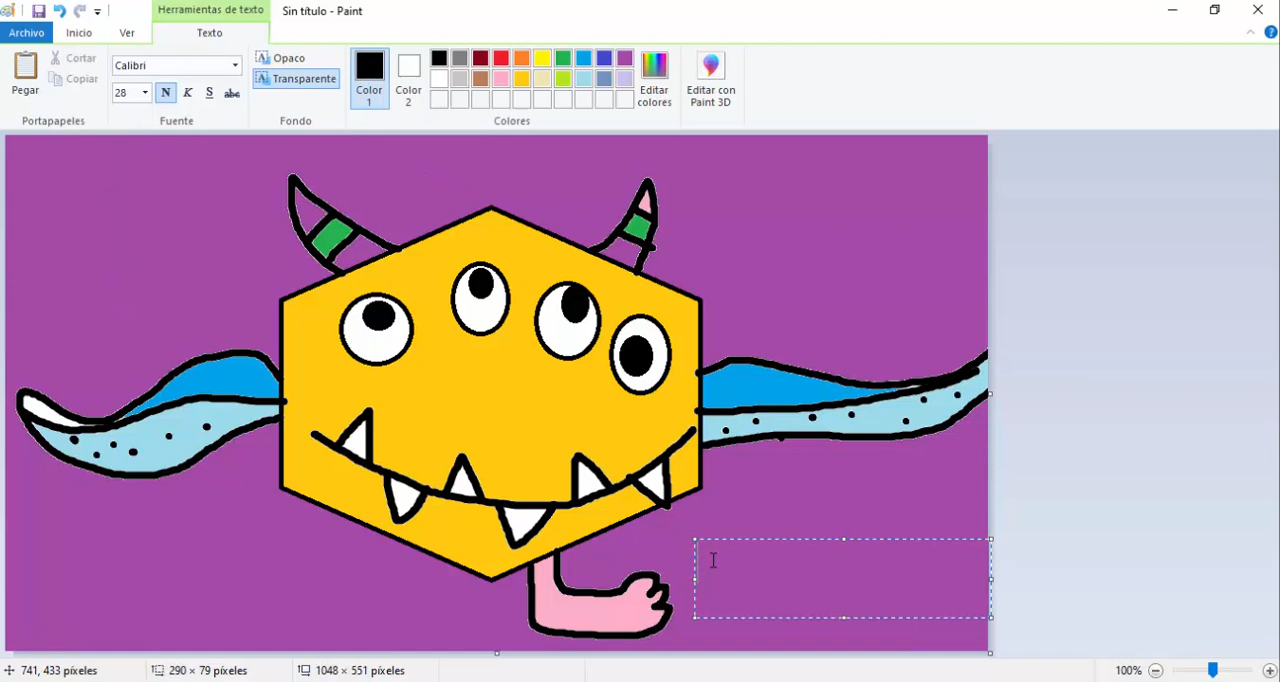 Herramientas de texto
Sin título - Paint
Archivo
Inicio
Ver
Texto
Pegar
Cortar
Copiar
Portapapeles
Calibri
28
N K S abc
Fuente
Opaco
Transparente
Fondo
Color 1
Color 2
Editar colores
Colores
Editar con Paint 3D
741, 433 píxeles
290 × 79 píxeles
1048 × 551 píxeles
100%